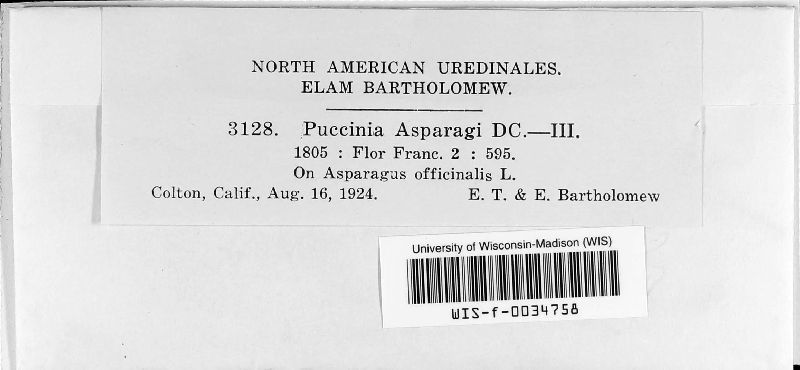 NORTH AMERICAN UREDINALES.
ELAM BARTHOLOMEW.
3128. Puccinia Asparagi DC.—III.
1805 : Flor Franc. 2 : 595.
On Asparagus officinalis L.
Colton, Calif., Aug. 16, 1924. E. T. & E. Bartholomew
University of Wisconsin-Madison (WIS)
WIS-f-0034758